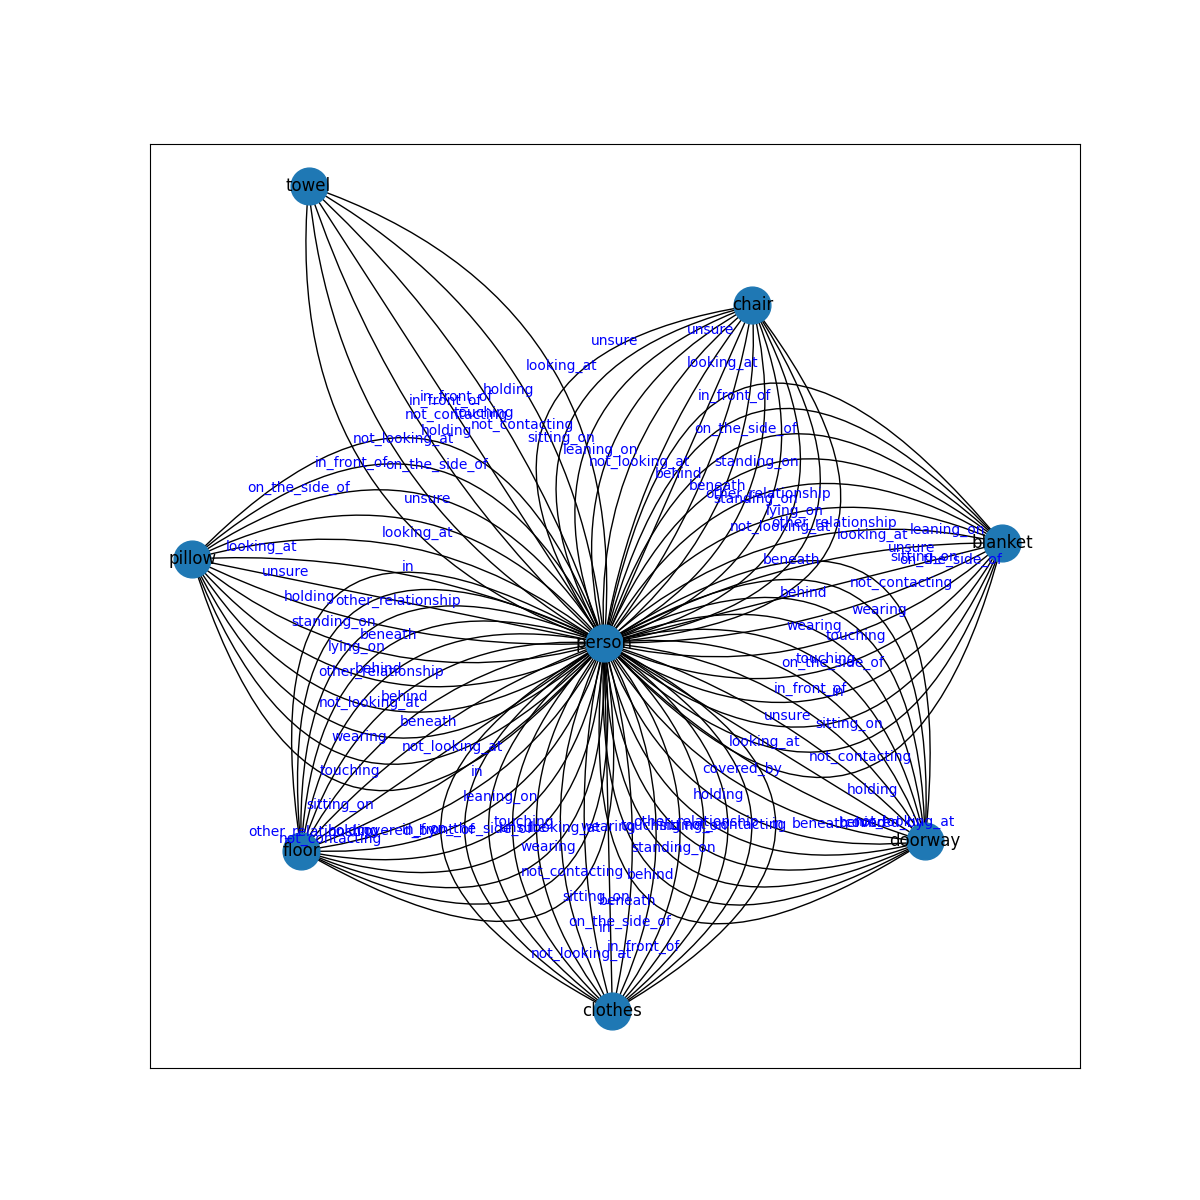 towel
chair
unsure
unsure
looking_at
looking_at
holding
in_front_of
in_front_of
in_front_of
touching
not_contacting
not_contacting
holding
on_the_side_of
not_looking_at
sitting_on
leaning_on
in_front_of
on_the_side_of
not_looking_at
standing_on
behind
beneath
on_the_side_of
unsure
other_relationship
standing_on
lying_on
other_relationship
not_looking_at
looking_at
leaning_on
looking_at
looking_at
blanket
unsure
sitting_on
on_the_side_of
pillow
beneath
in
unsure
not_contacting
behind
holding
other_relationship
wearing
standing_on
wearing
beneath
touching
person
lying_on
touching
on_the_side_of
behind
other_relationship
in_front_of
in
behind
not_looking_at
unsure
beneath
sitting_on
wearing
looking_at
not_looking_at
not_contacting
touching
in
covered_by
holding
holding
leaning_on
sitting_on
touching
other_relationship
beneath
not_looking_at
holding
wearing
not_contacting
doorway
floor
wearing
standing_on
not_contacting
behind
sitting_on
beneath
on_the_side_of
in
in_front_of
not_looking_at
clothes